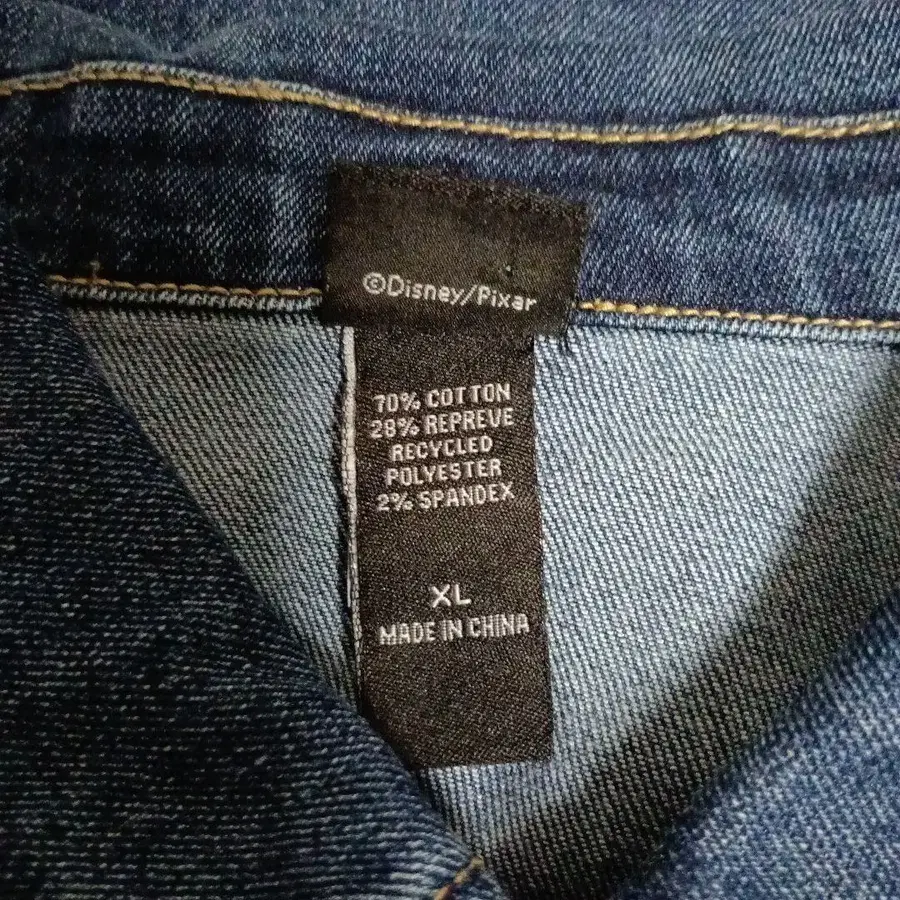 ©Disney/Pixar
70% COTTON
28% REPREVE
RECYCLED
POLYESTER
2% SPANDEX
XL
MADE IN CHINA